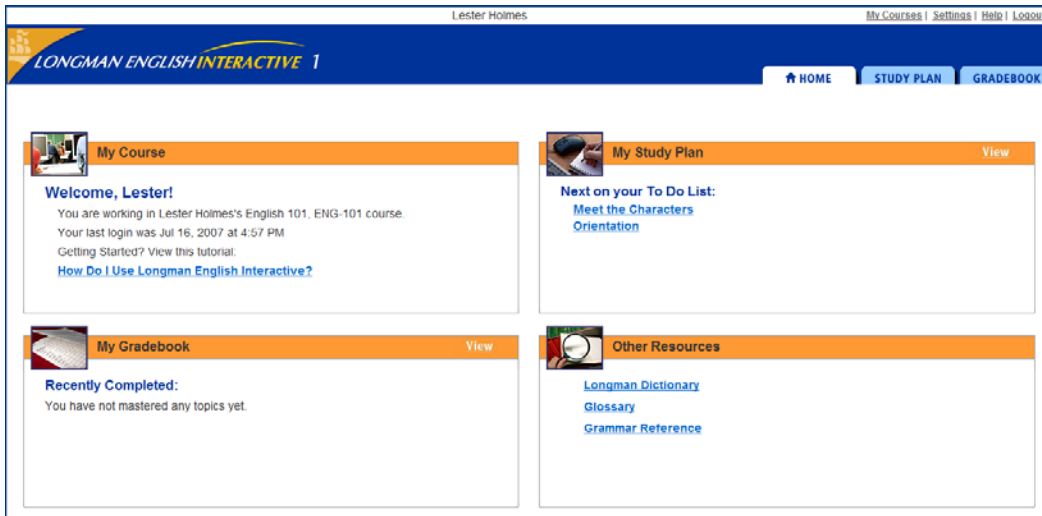 Lester Holmes
My Courses | Settings | Help | Logou
LONGMAN ENGLISH INTERACTIVE 1
HOME
STUDY PLAN
GRADEBOOK
My Course
Welcome, Lester!
You are working in Lester Holmes's English 101, ENG-101 course.
Your last login was Jul 16, 2007 at 4:57 PM
Getting Started? View this tutorial:
How Do I Use Longman English Interactive?
My Study Plan
View
Next on your To Do List:
Meet the Characters
Orientation
My Gradebook
View
Recently Completed:
You have not mastered any topics yet.
Other Resources
Longman Dictionary
Glossary
Grammar Reference